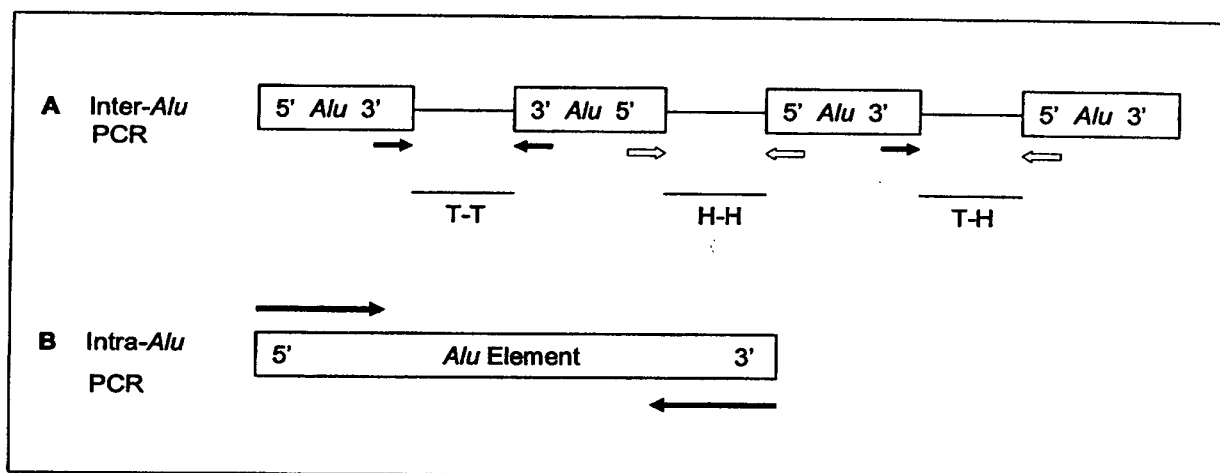 A Inter-Alu
PCR
5' Alu 3'
3' Alu 5'
5' Alu 3'
5' Alu 3'
T-T
H-H
T-H
B Intra-Alu
PCR
5' Alu Element 3'